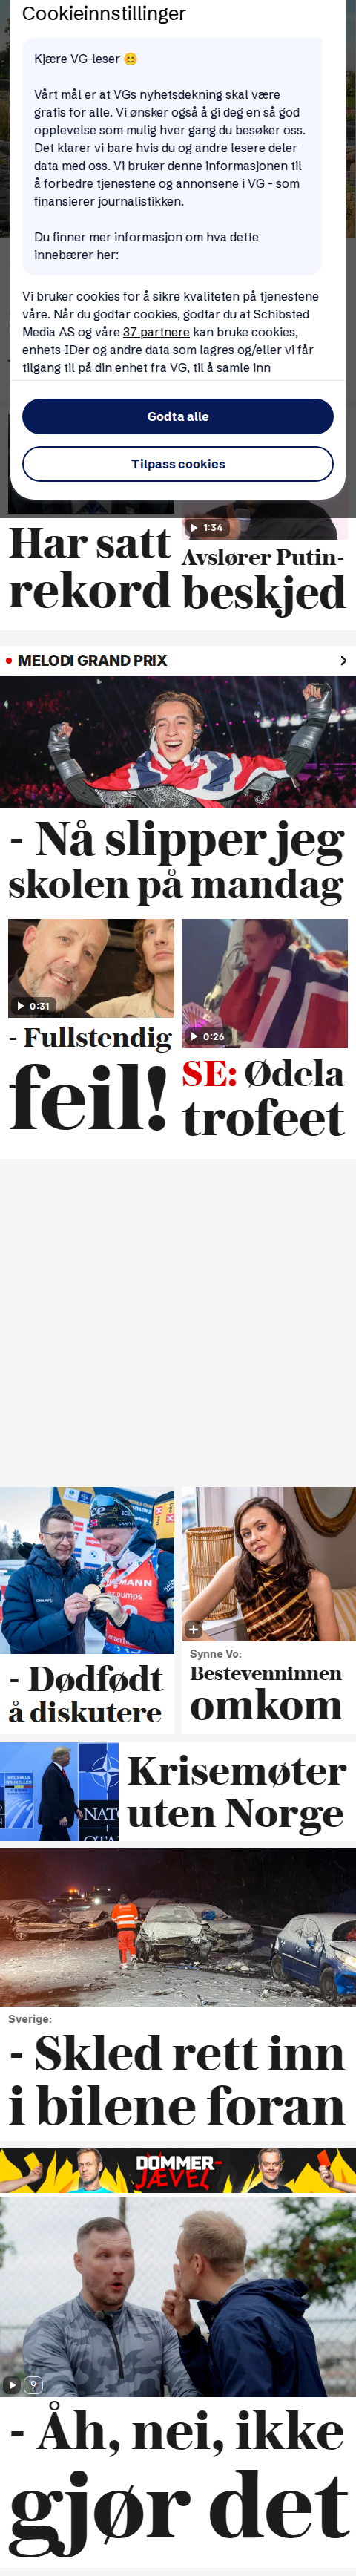 Cookieinnstillinger
Kjære VG-leser 😊
Vårt mål er at VGs nyhetsdekning skal være
gratis for alle. Vi ønsker også å gi deg en så god
opplevelse som mulig hver gang du besøker oss.
Det klarer vi bare hvis du og andre lesere deler
data med oss. Vi bruker denne informasjonen til
å forbedre tjenestene og annonsene i VG - som
finansierer journalistikken.
Du finner mer informasjon om hva dette
innebærer her:
Vi bruker cookies for å sikre kvaliteten på tjenestene
våre. Når du godtar cookies, godtar du at Schibsted
Media AS og våre 37 partnere kan bruke cookies,
enhets-IDer og andre data som lagres og/eller vi får
tilgang til på din enhet fra VG, til å samle inn
Godta alle
Tilpass cookies
Har satt
rekord
1:34
Avslører Putin-
beskjed
MELODI GRAND PRIX
- Nå slipper jeg
skolen på mandag
0:31
- Fullstendig
feil!
0:26
SE: Ødela
trofeet
- Dødfødt
å diskutere
Synne Vo:
Bestevenninnen
omkom
NATO
OTAN
Krisemøter
uten Norge
Sverige:
- Skled rett inn
i bilene foran
DOMMER-
JÆVEL
9
- Åh, nei, ikke
gjør det